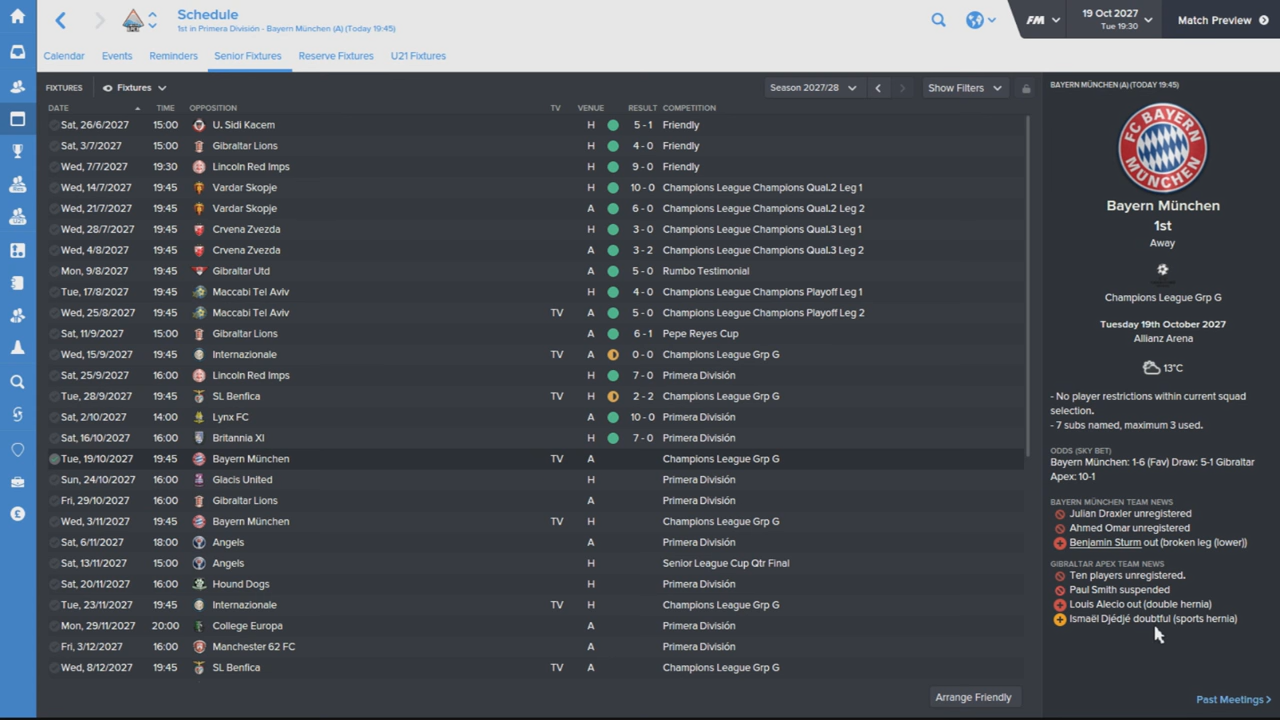 Schedule
1st in Primera División - Bayern München (A) (Today 19:45)
FM
19 Oct 2027
Tue 19:30
Match Preview
Calendar Events Reminders Senior Fixtures Reserve Fixtures U21 Fixtures
FIXTURES Fixtures Season 2027/28 Show Filters
DATE TIME OPPOSITION TV VENUE RESULT COMPETITION
Sat, 26/6/2027 15:00 U. Sidi Kacem H 5 - 1 Friendly
Sat, 3/7/2027 15:00 Gibraltar Lions H 4 - 0 Friendly
Wed, 7/7/2027 19:30 Lincoln Red Imps H 9 - 0 Friendly
Wed, 14/7/2027 19:45 Vardar Skopje H 10 - 0 Champions League Champions Qual.2 Leg 1
Wed, 21/7/2027 19:45 Vardar Skopje A 6 - 0 Champions League Champions Qual.2 Leg 2
Wed, 28/7/2027 19:45 Crvena Zvezda H 3 - 0 Champions League Champions Qual.3 Leg 1
Wed, 4/8/2027 19:45 Crvena Zvezda A 3 - 2 Champions League Champions Qual.3 Leg 2
Mon, 9/8/2027 19:45 Gibraltar Utd A 5 - 0 Rumbo Testimonial
Tue, 17/8/2027 19:45 Maccabi Tel Aviv H 4 - 0 Champions League Champions Playoff Leg 1
Wed, 25/8/2027 19:45 Maccabi Tel Aviv TV A 5 - 0 Champions League Champions Playoff Leg 2
Sat, 11/9/2027 15:00 Gibraltar Lions A 6 - 1 Pepe Reyes Cup
Wed, 15/9/2027 19:45 Internazionale TV A 0 - 0 Champions League Grp G
Sat, 25/9/2027 16:00 Lincoln Red Imps H 7 - 0 Primera División
Tue, 28/9/2027 19:45 SL Benfica TV H 2 - 2 Champions League Grp G
Sat, 2/10/2027 14:00 Lynx FC A 10 - 0 Primera División
Sat, 16/10/2027 16:00 Britannia XI H 7 - 0 Primera División
Tue, 19/10/2027 19:45 Bayern München TV A Champions League Grp G
Sun, 24/10/2027 16:00 Glacis United H Primera División
Fri, 29/10/2027 16:00 Gibraltar Lions A Primera División
Wed, 3/11/2027 19:45 Bayern München TV H Champions League Grp G
Sat, 6/11/2027 18:00 Angels A Primera División
Sat, 13/11/2027 15:00 Angels H Senior League Cup Qtr Final
Sat, 20/11/2027 16:00 Hound Dogs H Primera División
Tue, 23/11/2027 19:45 Internazionale TV H Champions League Grp G
Mon, 29/11/2027 20:00 College Europa A Primera División
Fri, 3/12/2027 16:00 Manchester 62 FC A Primera División
Wed, 8/12/2027 19:45 SL Benfica TV A Champions League Grp G
Arrange Friendly
BAYERN MÜNCHEN (A) (TODAY 19:45)
FC BAYERN
MÜNCHEN
Bayern München
1st
Away
Champions League Grp G
Tuesday 19th October 2027
Allianz Arena
13°C
- No player restrictions within current squad
selection.
- 7 subs named, maximum 3 used.
ODDS (SKY BET)
Bayern München: 1-6 (Fav) Draw: 5-1 Gibraltar
Apex: 10-1
BAYERN MÜNCHEN TEAM NEWS
Julian Draxler unregistered
Ahmed Omar unregistered
Benjamin Sturm out (broken leg (lower))
GIBRALTAR APEX TEAM NEWS
Ten players unregistered.
Paul Smith suspended
Louis Alecio out (double hernia)
Ismaël Djédjé doubtful (sports hernia)
Past Meetings >